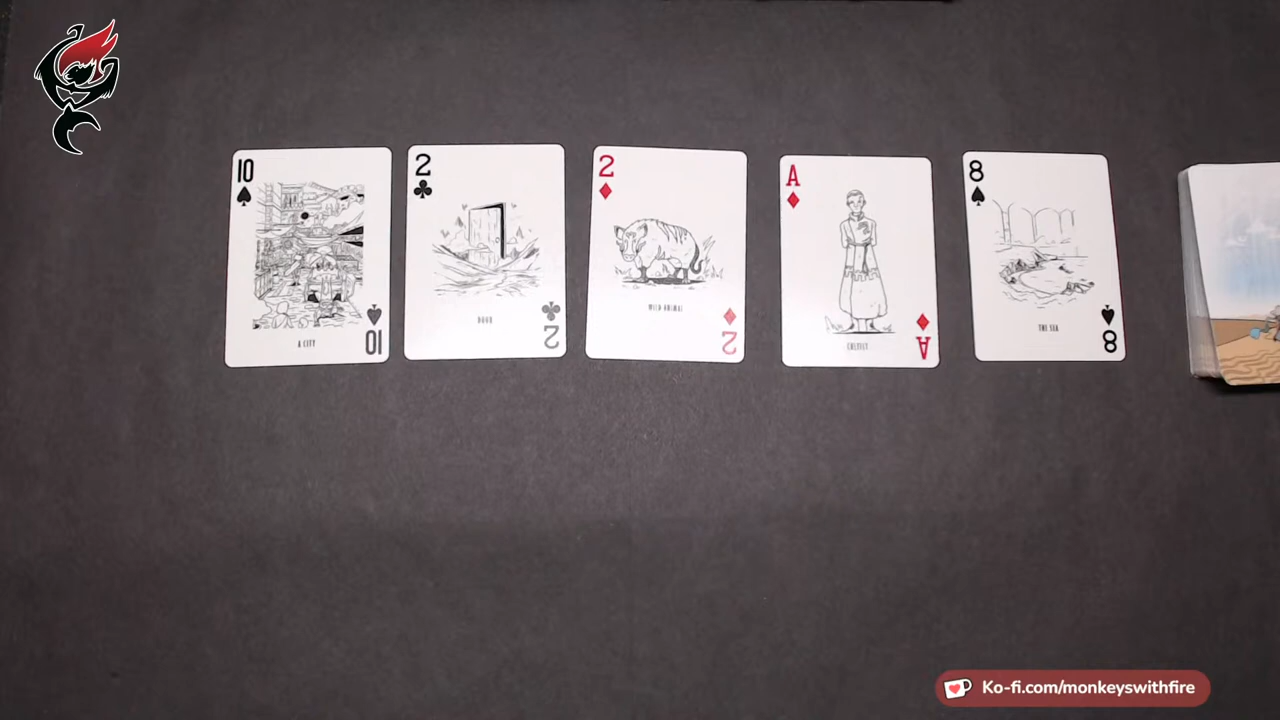 10
A CITY
10
2
DOOR
2
2
WILD ANIMAL
2
A
A
8
THE SEA
8
Ko-fi.com/monkeyswithfire